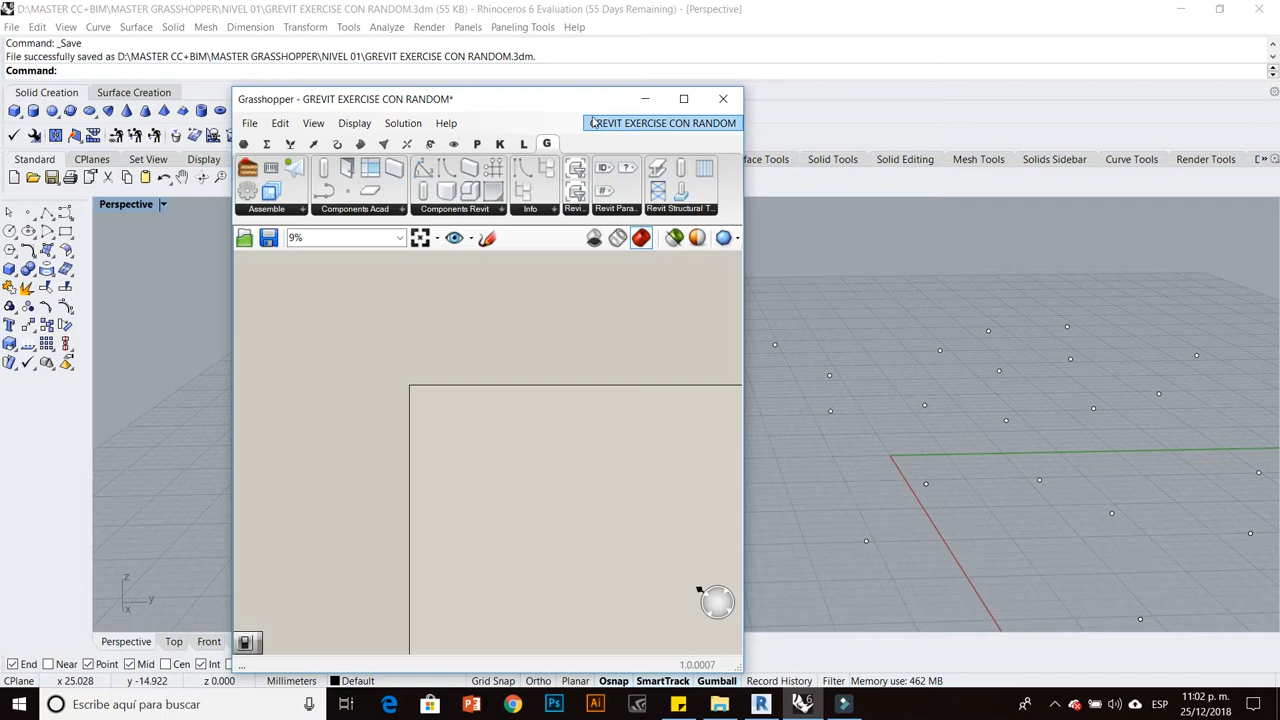 D:\MASTER CC+BIM\MASTER GRASSHOPPER\NIVEL 01\GREVIT EXERCISE CON RANDOM.3dm (55 KB) - Rhinoceros 6 Evaluation (55 Days Remaining) - [Perspective]
File Edit View Curve Surface Solid Mesh Dimension Transform Tools Analyze Render Panels Paneling Tools Help
Command: _Save
File successfully saved as D:\MASTER CC+BIM\MASTER GRASSHOPPER\NIVEL 01\GREVIT EXERCISE CON RANDOM.3dm.
Command:
Solid Creation Surface Creation
Grasshopper - GREVIT EXERCISE CON RANDOM*
File Edit View Display Solution Help
REVIT EXERCISE CON RANDOM
P K L G
Standard CPlanes Set View Display
Solid Tools Mesh Tools Solids Sidebar Curve Tools Render Tools E
ID ?
#
Assemble Components Acad Components Revit Info Revi.. Revit Para.. Revit Structural T..
Perspective
9%
z
y
x
Perspective Top Front
... 1.0.0007
End Near Point Mid Cen Int
CPlane x 25.028 y -14.922 z 0.000 Millimeters Default Grid Snap Ortho Planar Osnap SmartTrack Gumball Record History Filter Memory use: 462 MB
Escribe aquí para buscar
Ps Ai R
ESP
11:02 p. m.
25/12/2018